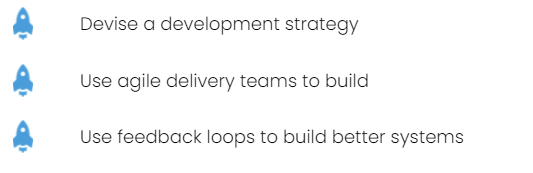 Devise a development strategy
Use agile delivery teams to build
Use feedback loops to build better systems